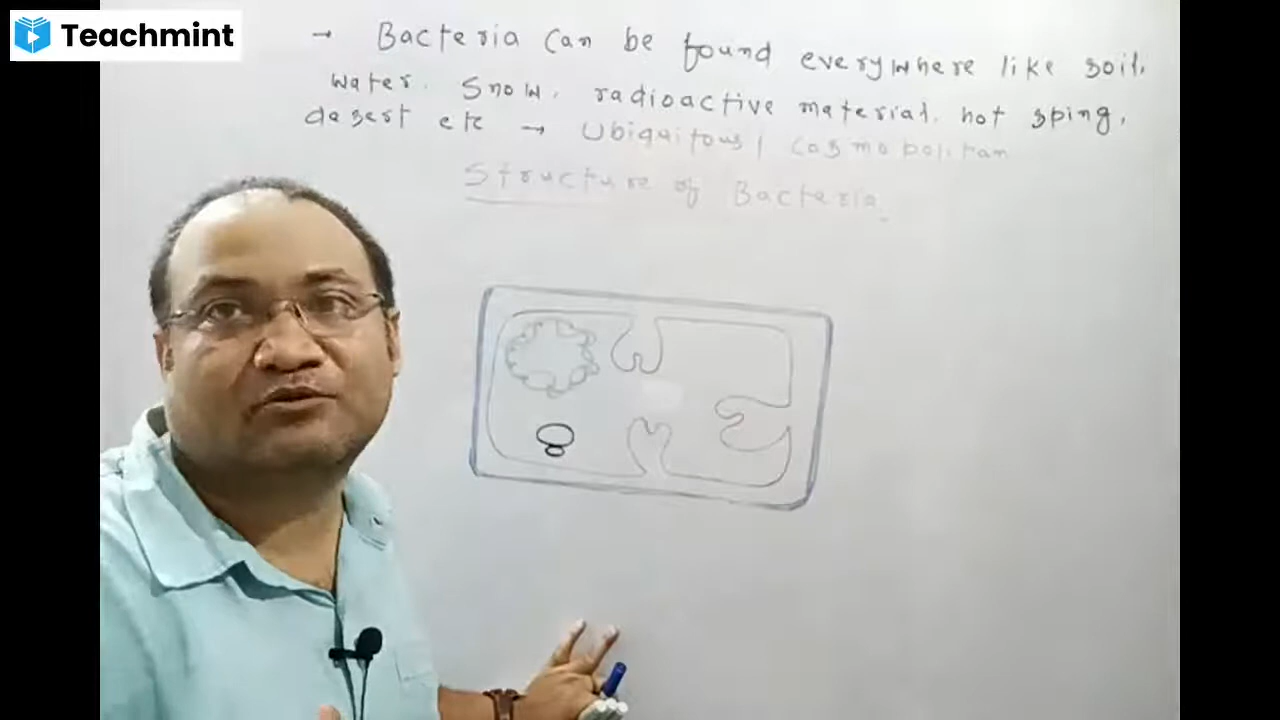 Teachmint
→ Bacteria can be found everywhere like soil,
water, snow, radioactive material, hot sping,
desert etc → Ubiquitous / Cosmopolitan
Structure of Bacteria